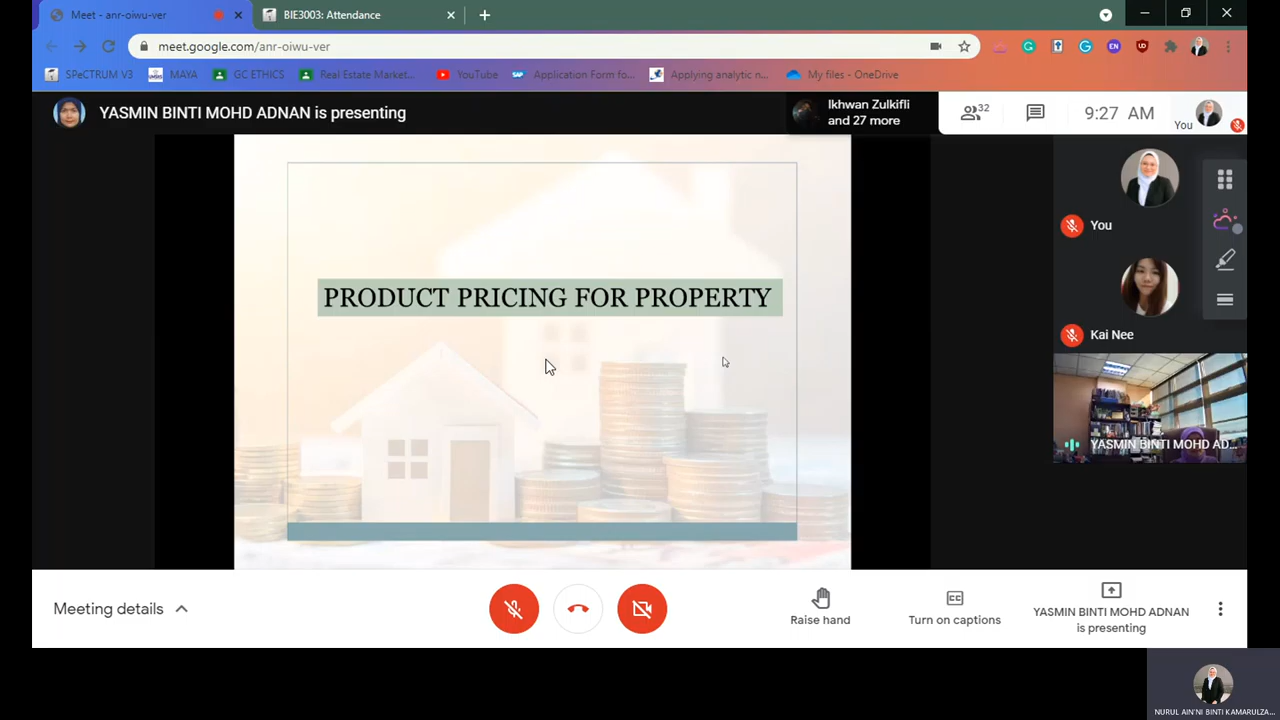 Meet - anr-oiwu-ver
BIE3003: Attendance
meet.google.com/anr-oiwu-ver
EN
SPeCTRUM V3
MAYA
GC ETHICS
Real Estate Market...
YouTube
Application Form fo...
Applying analytic n...
My files - OneDrive
YASMIN BINTI MOHD ADNAN is presenting
Ikhwan Zulkifli
and 27 more
32
9:27 AM
You
PRODUCT PRICING FOR PROPERTY
You
Kai Nee
YASMIN BINTI MOHD AD...
Meeting details
Raise hand
CC
Turn on captions
YASMIN BINTI MOHD ADNAN
is presenting
NURUL AIN'NI BINTI KAMARULZA...